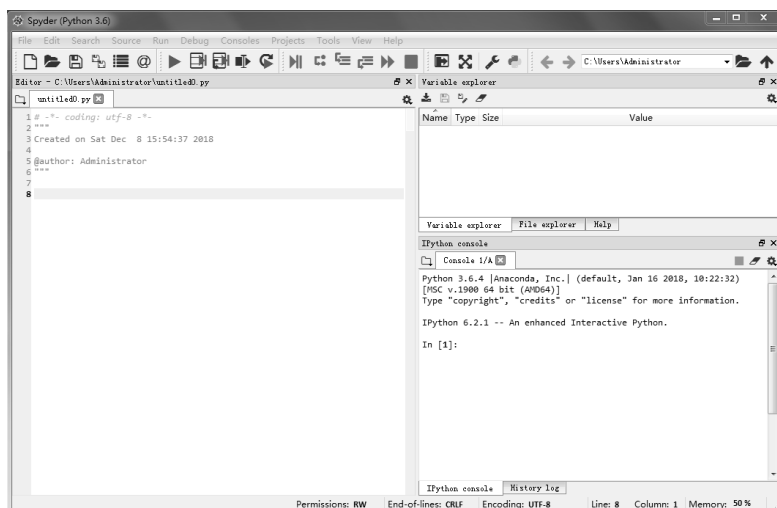 Spyder (Python 3.6)
File Edit Search Source Run Debug Consoles Projects Tools View Help
C:\Users\Administrator
Editor - C:\Users\Administrator\untitled0.py
untitled0.py
1 # -*- coding: utf-8 -*-
2 """
3 Created on Sat Dec  8 15:54:37 2018
4
5 @author: Administrator
6 """
7
8
Variable explorer
Name Type Size Value
Variable explorer File explorer Help
IPython console
Console 1/A
Python 3.6.4 |Anaconda, Inc.| (default, Jan 16 2018, 10:22:32)
[MSC v.1900 64 bit (AMD64)]
Type "copyright", "credits" or "license" for more information.
IPython 6.2.1 -- An enhanced Interactive Python.
In [1]:
IPython console History log
Permissions: RW End-of-lines: CRLF Encoding: UTF-8 Line: 8 Column: 1 Memory: 50 %